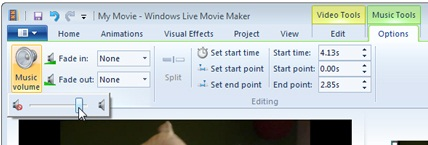 My Movie - Windows Live Movie Maker
Video Tools
Music Tools
Home
Animations
Visual Effects
Project
View
Edit
Options
Music volume
Fade in: None
Fade out: None
Split
Set start time
Set start point
Set end point
Start time: 4.13s
Start point: 0.00s
End point: 2.85s
Editing